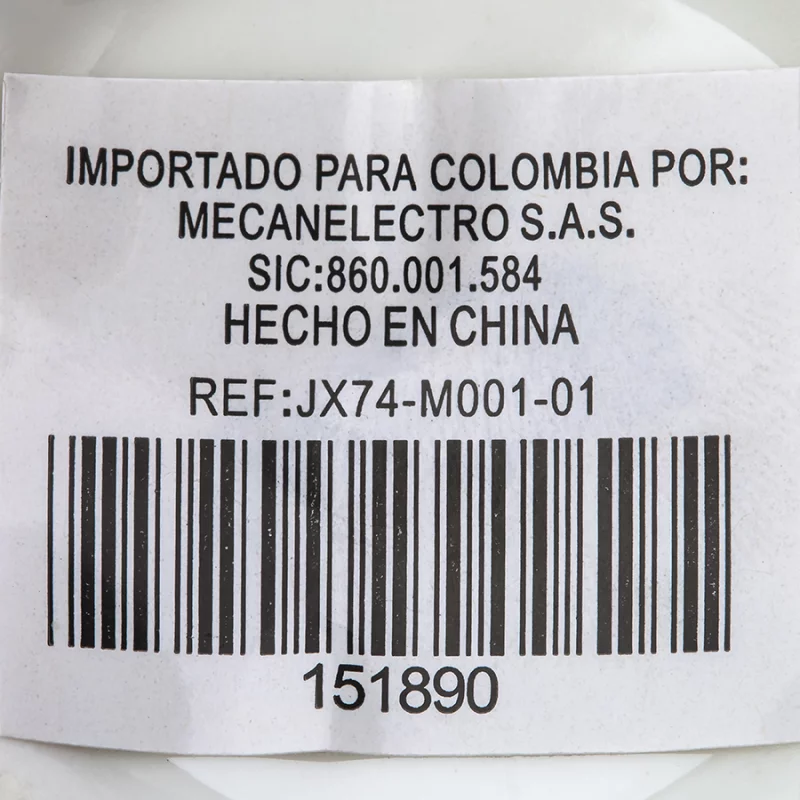 IMPORTADO PARA COLOMBIA POR:
MECANELECTRO S.A.S.
SIC:860.001.584
HECHO EN CHINA
REF:JX74-M001-01
151890